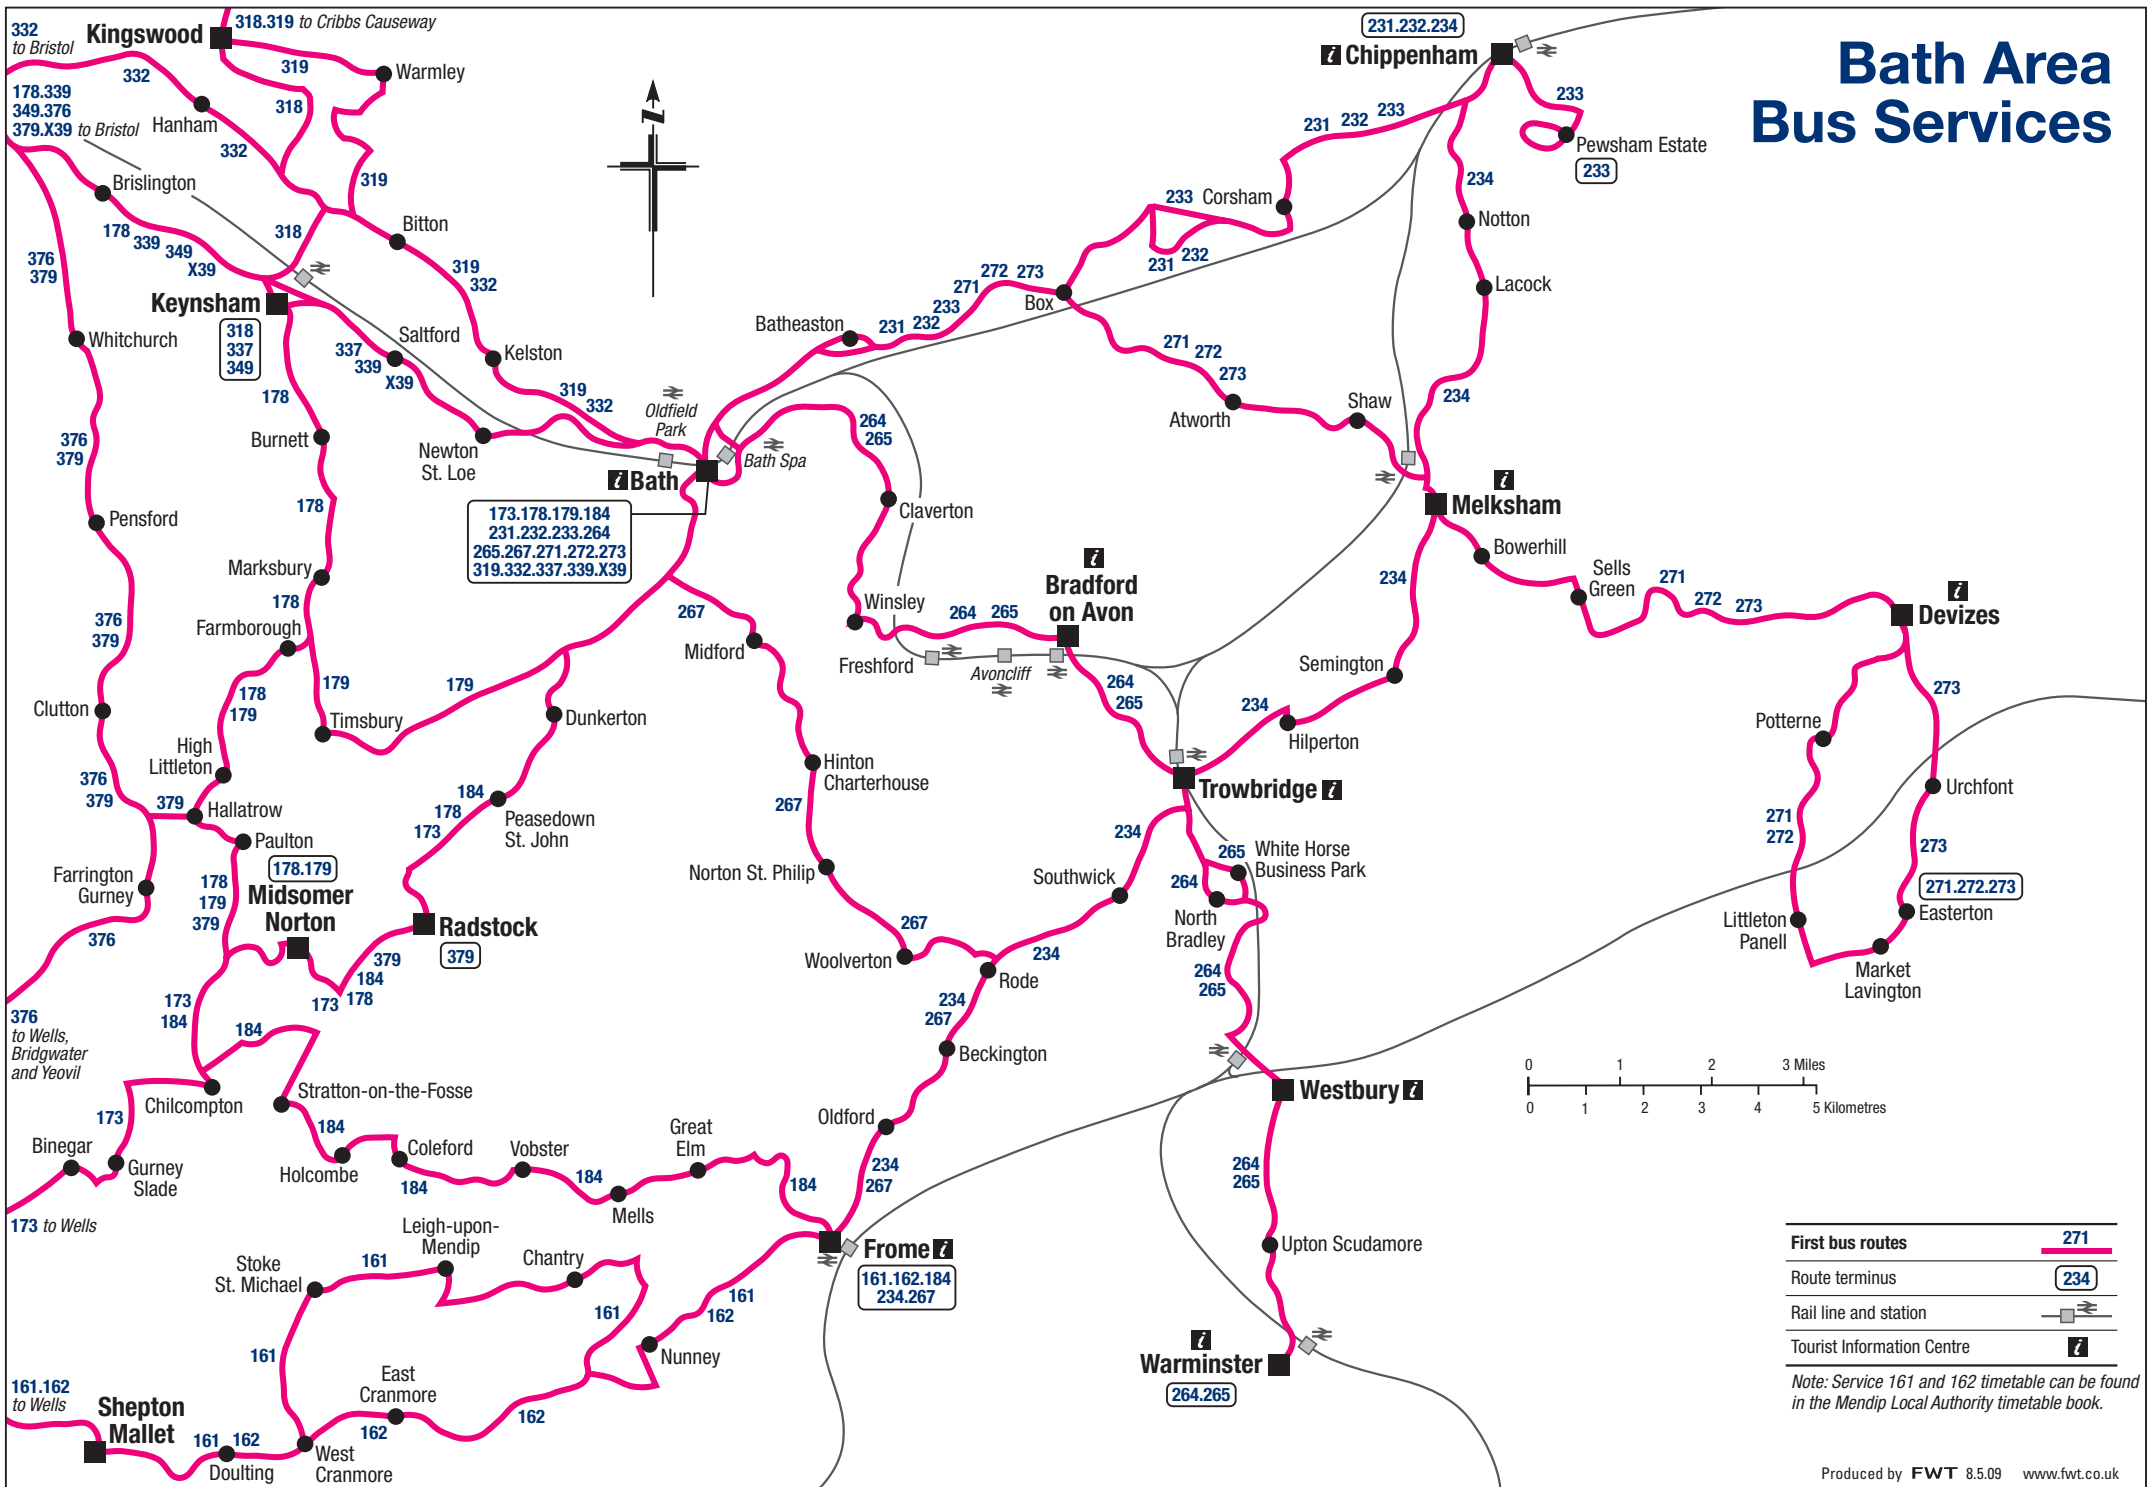 Bath Area
Bus Services
332
to Bristol
Kingswood
318.319 to Cribbs Causeway
319
Warmley
332
318
178.339
349.376
379.X39 to Bristol
Hanham
332
319
Brislington
Bitton
318
178
339
349
X39
376
379
319
332
Keynsham
318
337
349
Whitchurch
Saltford
337
339
X39
Kelston
178
319
332
Oldfield
Park
Burnett
Newton
St. Loe
376
379
Bath Spa
i Bath
173.178.179.184
231.232.233.264
265.267.271.272.273
319.332.337.339.X39
178
Pensford
Marksbury
178
376
379
Farmborough
179
178
179
Timsbury
179
Clutton
Dunkerton
High
Littleton
376
379
379
Hallatrow
184
178
173
Peasedown
St. John
Paulton
178.179
Midsomer
Norton
Farrington
Gurney
178
179
379
376
Radstock
379
379
184
178
173
376
to Wells,
Bridgwater
and Yeovil
173
184
184
Chilcompton
Stratton-on-the-Fosse
173
Binegar
Gurney
Slade
173 to Wells
184
Holcombe
Coleford
184
Vobster
184
Mells
Great
Elm
184
Leigh-upon-
Mendip
Chantry
Stoke
St. Michael
161
161
161
162
Nunney
161
East
Cranmore
162
162
161.162
to Wells
Shepton
Mallet
161
162
Doulting
West
Cranmore
231.232.234
i Chippenham
233
Pewsham Estate
233
231
232
233
234
Corsham
233
231
232
Notton
Lacock
272
273
271
233
232
231
Box
Batheaston
271
272
273
Atworth
Shaw
234
264
265
Claverton
i
Melksham
Bowerhill
Sells
Green
271
272
273
i
Devizes
i
Bradford
on Avon
Winsley
264
265
Freshford
Avoncliff
234
267
Midford
264
265
Semington
234
Hilperton
Potterne
273
Hinton
Charterhouse
267
Trowbridge i
Urchfont
271
272
273
234
265
White Horse
Business Park
264
North
Bradley
Norton St. Philip
Southwick
271.272.273
Easterton
Littleton
Panell
Market
Lavington
267
Woolverton
234
Rode
264
265
234
267
Beckington
Westbury i
0
1
2
3 Miles
0
1
2
3
4
5 Kilometres
Oldford
234
267
264
265
Upton Scudamore
Frome i
161.162.184
234.267
i
Warminster
264.265
First bus routes
271
Route terminus
234
Rail line and station
Tourist Information Centre
i
Note: Service 161 and 162 timetable can be found
in the Mendip Local Authority timetable book.
Produced by FWT 8.5.09 www.fwt.co.uk